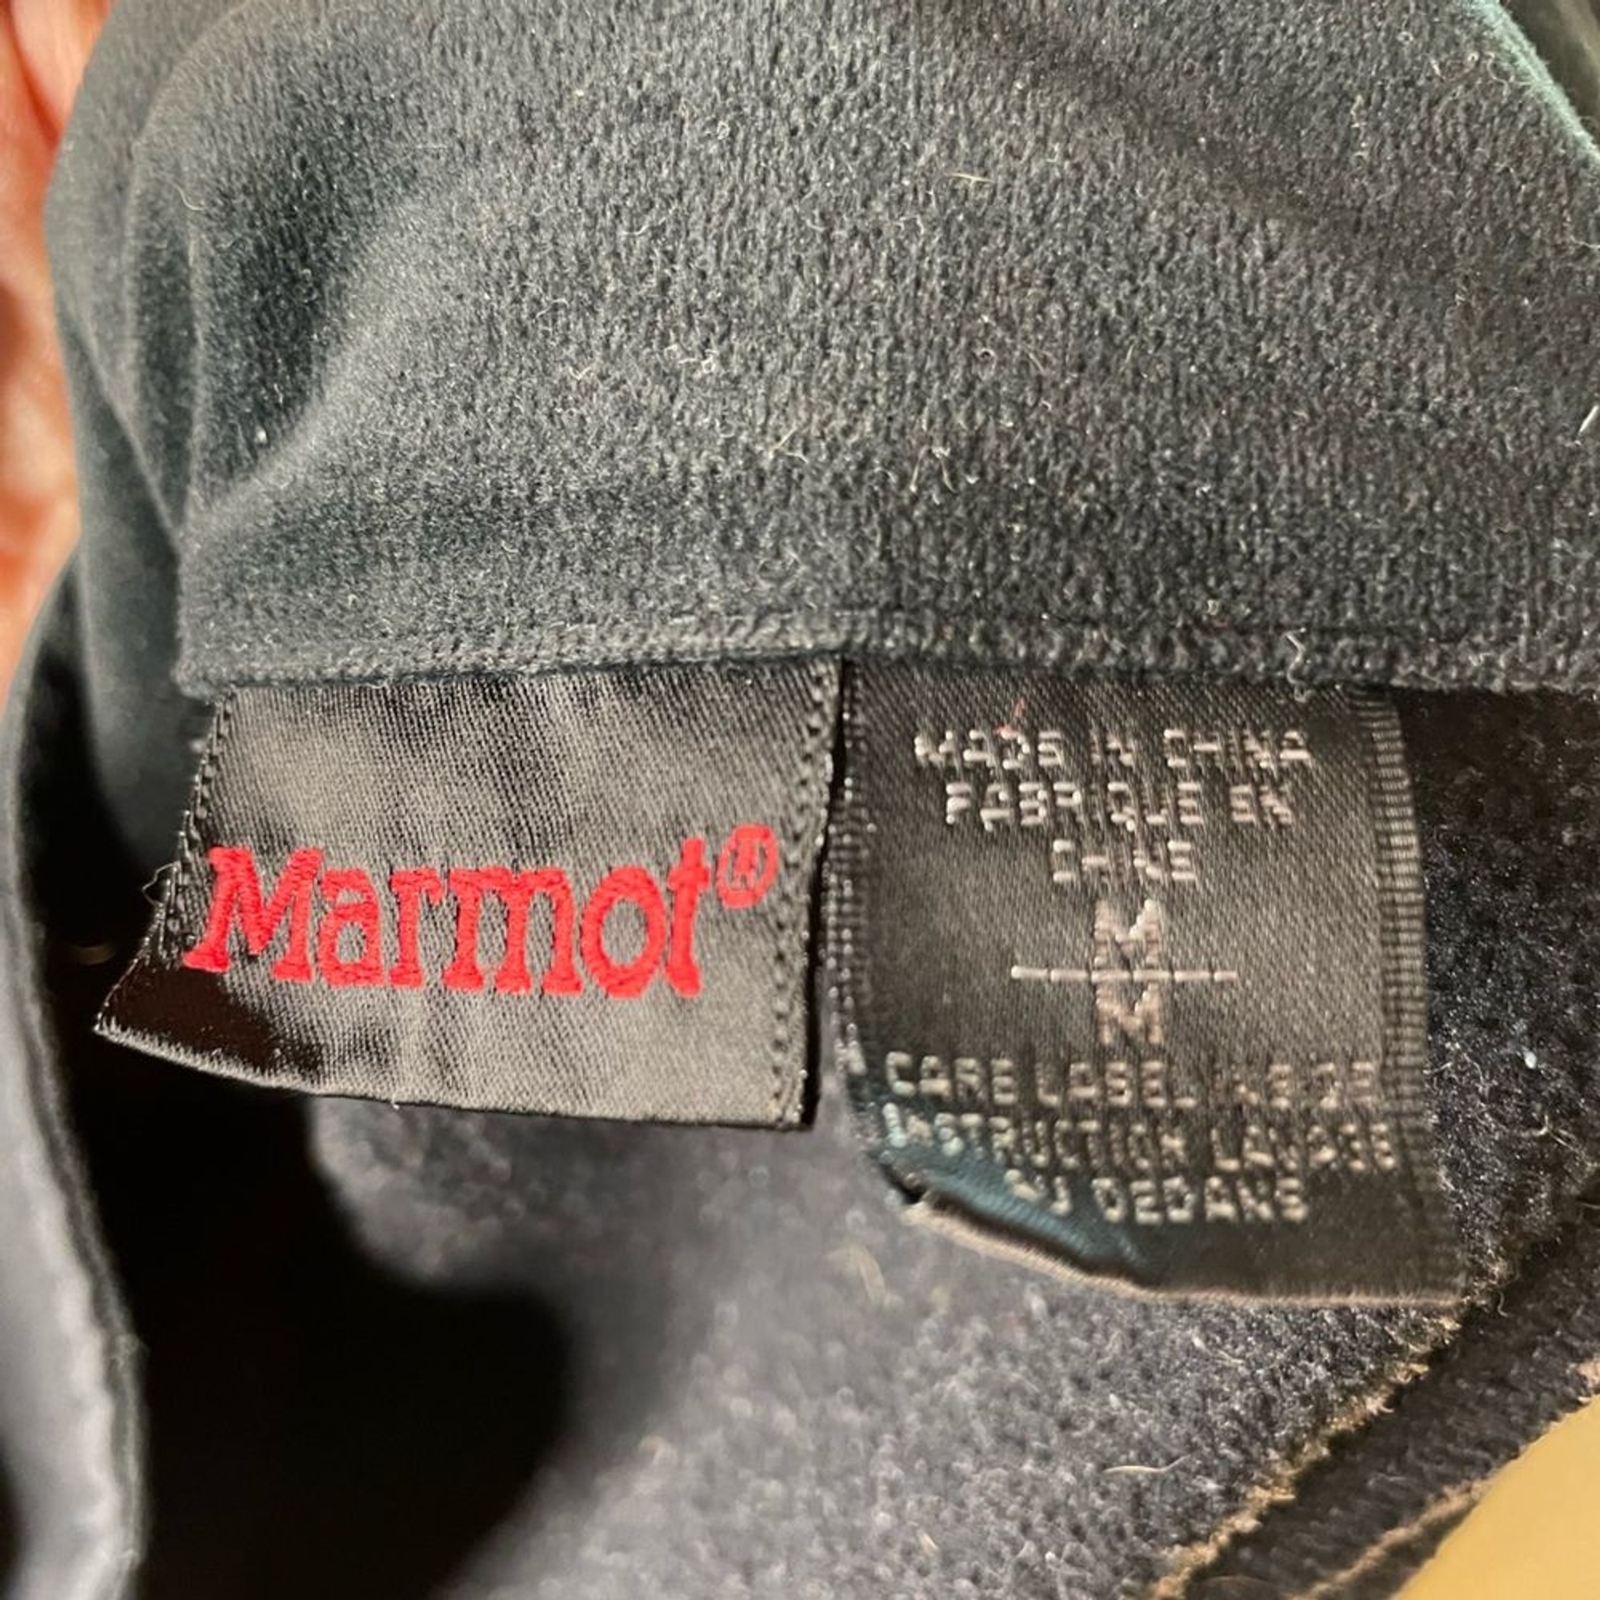 Marmot®
MADE IN CHINA
FABRIQUE EN
CHINE
M
M
CARE LABEL INSIDE
INSTRUCTION LAVAGE
AU DEDANS